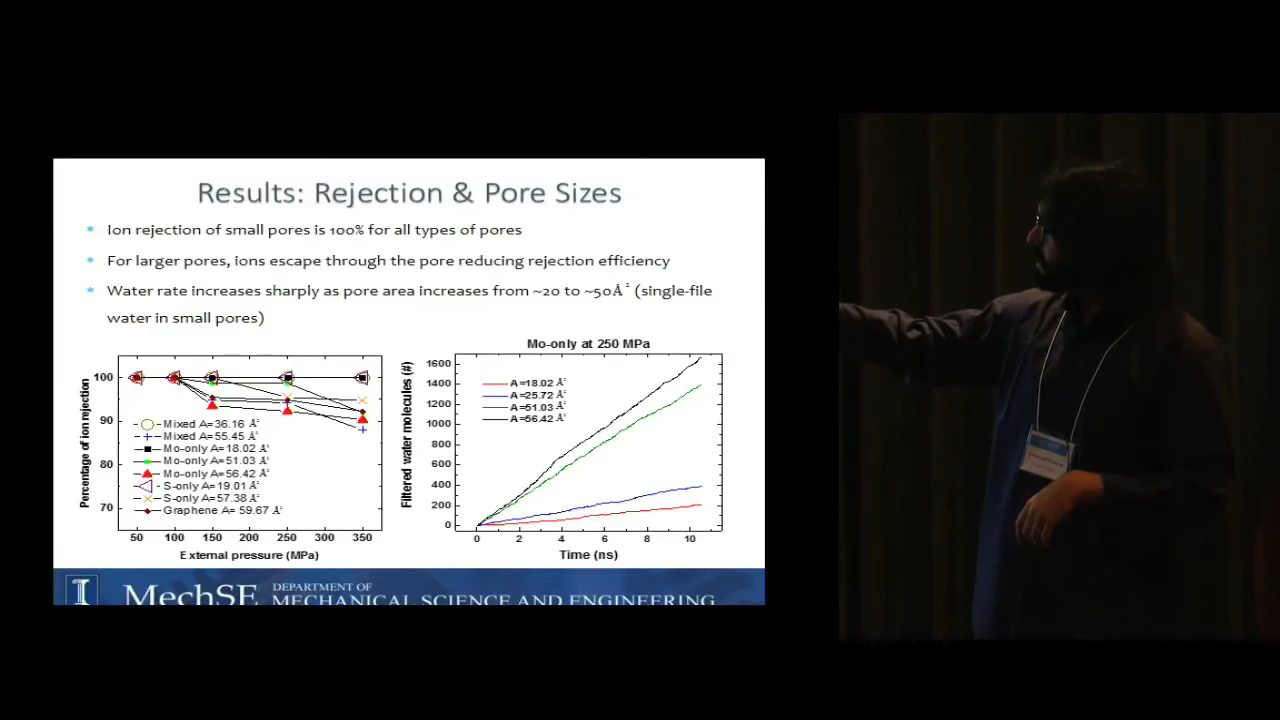 Results: Rejection & Pore Sizes
* Ion rejection of small pores is 100% for all types of pores
* For larger pores, ions escape through the pore reducing rejection efficiency
* Water rate increases sharply as pore area increases from ~20 to ~50Å² (single-file
water in small pores)
Percentage of ion rejection
100
90
80
70
Mixed A=36.16 Å²
Mixed A=55.45 Å²
Mo-only A=18.02 Å²
Mo-only A=51.03 Å²
Mo-only A=56.42 Å²
S-only A=19.01 Å²
S-only A=57.38 Å²
Graphene A= 59.67 Å²
50 100 150 200 250 300 350
External pressure (MPa)
Mo-only at 250 MPa
Filtered water molecules (#)
1600
1400
1200
1000
800
600
400
200
0
A=18.02 Å²
A=25.72 Å²
A=51.03 Å²
A=56.42 Å²
0 2 4 6 8 10
Time (ns)
I MechSE DEPARTMENT OF
MECHANICAL SCIENCE AND ENGINEERING